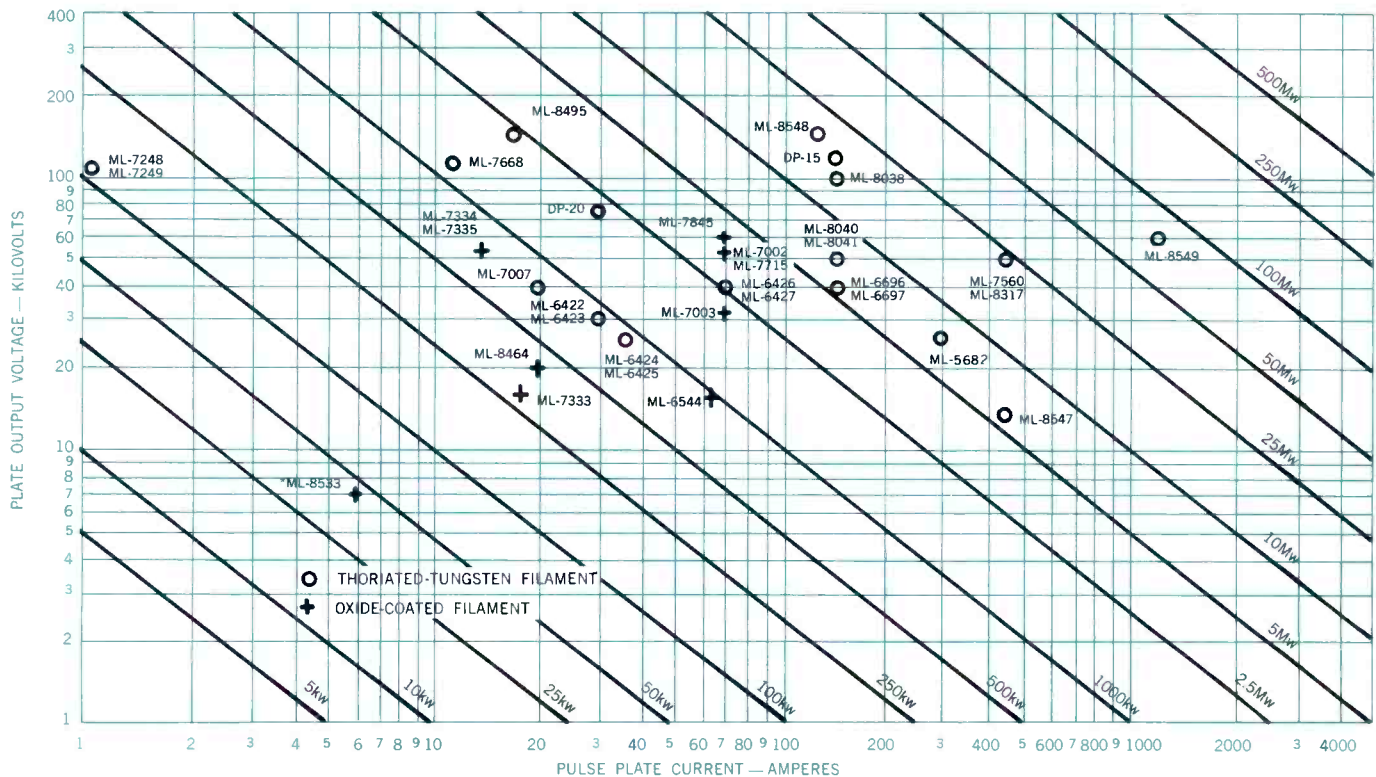 400
3
200
100
9
80
7
60
5
40
3
20
10
9
8
7
6
5
4
3
2
1
PLATE OUTPUT VOLTAGE — KILOVOLTS
ML-8495
ML-7248
ML-7249
ML-7668
ML-8548
DP-15
ML-8038
DP-20
ML-7334
ML-7335
ML-7845
ML-7002
ML-7715
ML-8040
ML-8041
ML-8549
ML-7007
ML-6422
ML-6423
ML-6426
ML-6427
ML-6696
ML-6697
ML-7560
ML-8317
ML-7003
ML-8464
ML-6424
ML-6425
ML-5682
ML-7333
ML-6544
ML-8547
*ML-8533
THORIATED-TUNGSTEN FILAMENT
OXIDE-COATED FILAMENT
500Mw
250Mw
100Mw
50Mw
25Mw
10Mw
5Mw
5kw
10kw
25kw
50kw
100kw
250kw
500kw
1000kw
2.5Mw
1 2 3 4 5 6 7 8 9 10 20 3 40 5 60 7 80 9 100 200 3 400 5 600 7 800 9 1000 2000 3 4000
PULSE PLATE CURRENT — AMPERES